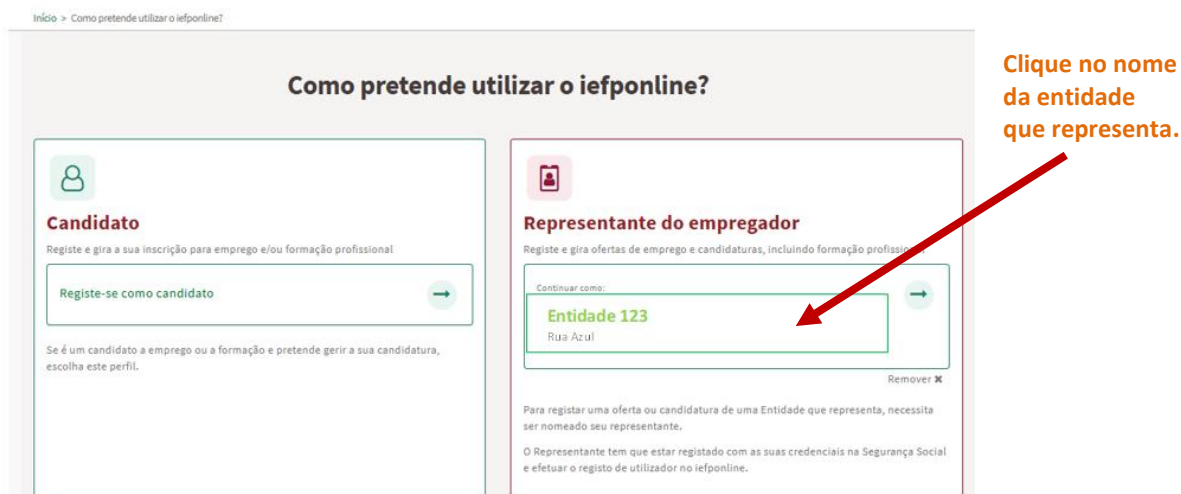 Início > Como pretende utilizar o iefponline?
Como pretende utilizar o iefponline?
Clique no nome
da entidade
que representa.
Candidato
Registe e gira a sua inscrição para emprego e/ou formação profissional
Registe-se como candidato
Se é um candidato a emprego ou a formação e pretende gerir a sua candidatura,
escolha este perfil.
Representante do empregador
Registe e gira ofertas de emprego e candidaturas, incluindo formação
Continuar como:
Entidade 123
Rua Azul
Remover ✖
Para registar uma oferta ou candidatura de uma Entidade que representa, necessita
ser nomeado seu representante.
O Representante tem que estar registado com as suas credenciais na Segurança Social
e efetuar o registo de utilizador no iefponline.